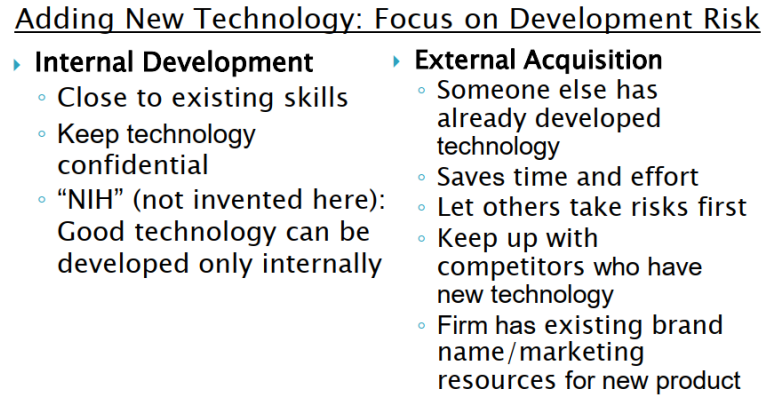 Adding New Technology: Focus on Development Risk
Internal Development
Close to existing skills
Keep technology
confidential
“NIH” (not invented here):
Good technology can be
developed only internally
External Acquisition
Someone else has
already developed
technology
Saves time and effort
Let others take risks first
Keep up with
competitors who have
new technology
Firm has existing brand
name/marketing
resources for new product